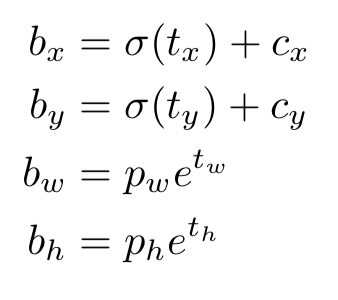 b_x = σ(t_x) + c_x
b_y = σ(t_y) + c_y
b_w = p_w e^{t_w}
b_h = p_h e^{t_h}